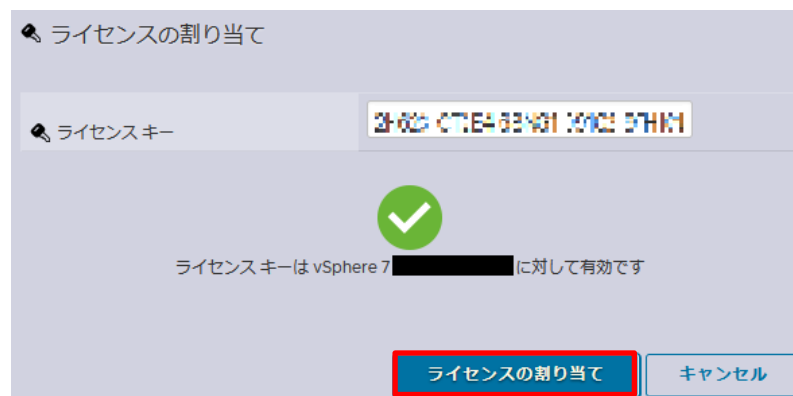 ライセンスの割り当て
ライセンス キー
ライセンス キーは vSphere 7 に対して有効です
ライセンスの割り当て
キャンセル